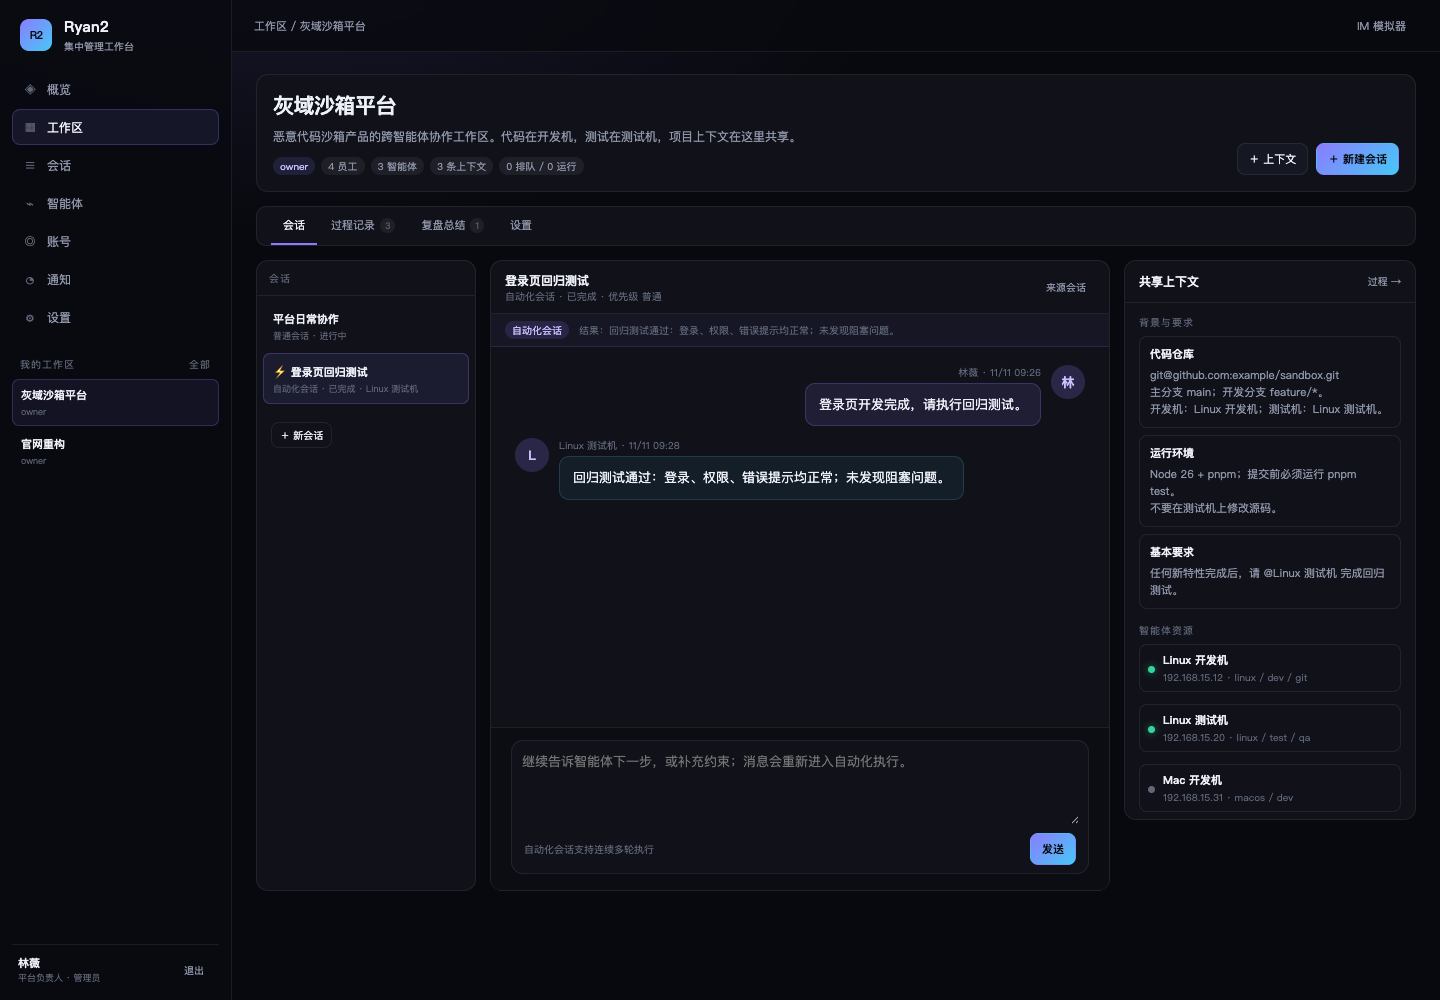 R2
Ryan2
集中管理工作台
概览
工作区
会话
智能体
账号
通知
设置
我的工作区
全部
灰域沙箱平台
owner
官网重构
owner
林薇
平台负责人 · 管理员
退出
工作区 / 灰域沙箱平台
IM 模拟器
灰域沙箱平台
恶意代码沙箱产品的跨智能体协作工作区。代码在开发机，测试在测试机，项目上下文在这里共享。
owner
4 员工
3 智能体
3 条上下文
0 排队 / 0 运行
+ 上下文
+ 新建会话
会话
过程记录 3
复盘总结 1
设置
会话
平台日常协作
普通会话 · 进行中
⚡ 登录页回归测试
自动化会话 · 已完成 · Linux 测试机
+ 新会话
登录页回归测试
自动化会话 · 已完成 · 优先级 普通
来源会话
自动化会话
结果：回归测试通过：登录、权限、错误提示均正常；未发现阻塞问题。
林薇 · 11/11 09:26
林
登录页开发完成，请执行回归测试。
L
Linux 测试机 · 11/11 09:28
回归测试通过：登录、权限、错误提示均正常；未发现阻塞问题。
继续告诉智能体下一步，或补充约束；消息会重新进入自动化执行。
自动化会话支持连续多轮执行
发送
共享上下文
过程 →
背景与要求
代码仓库
git@github.com:example/sandbox.git
主分支 main；开发分支 feature/*。
开发机：Linux 开发机；测试机：Linux 测试机。
运行环境
Node 26 + pnpm；提交前必须运行 pnpm
test。
不要在测试机上修改源码。
基本要求
任何新特性完成后，请 @Linux 测试机 完成回归
测试。
智能体资源
Linux 开发机
192.168.15.12 · linux / dev / git
Linux 测试机
192.168.15.20 · linux / test / qa
Mac 开发机
192.168.15.31 · macos / dev